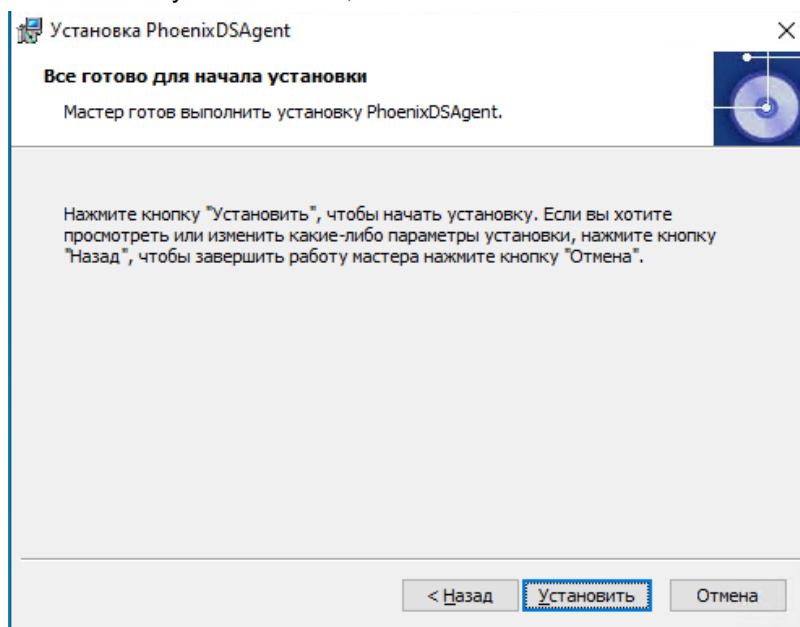 Установка PhoenixDSAgent
Все готово для начала установки
Мастер готов выполнить установку PhoenixDSAgent.
Нажмите кнопку "Установить", чтобы начать установку. Если вы хотите
просмотреть или изменить какие-либо параметры установки, нажмите кнопку
"Назад", чтобы завершить работу мастера нажмите кнопку "Отмена".
< Назад Установить Отмена